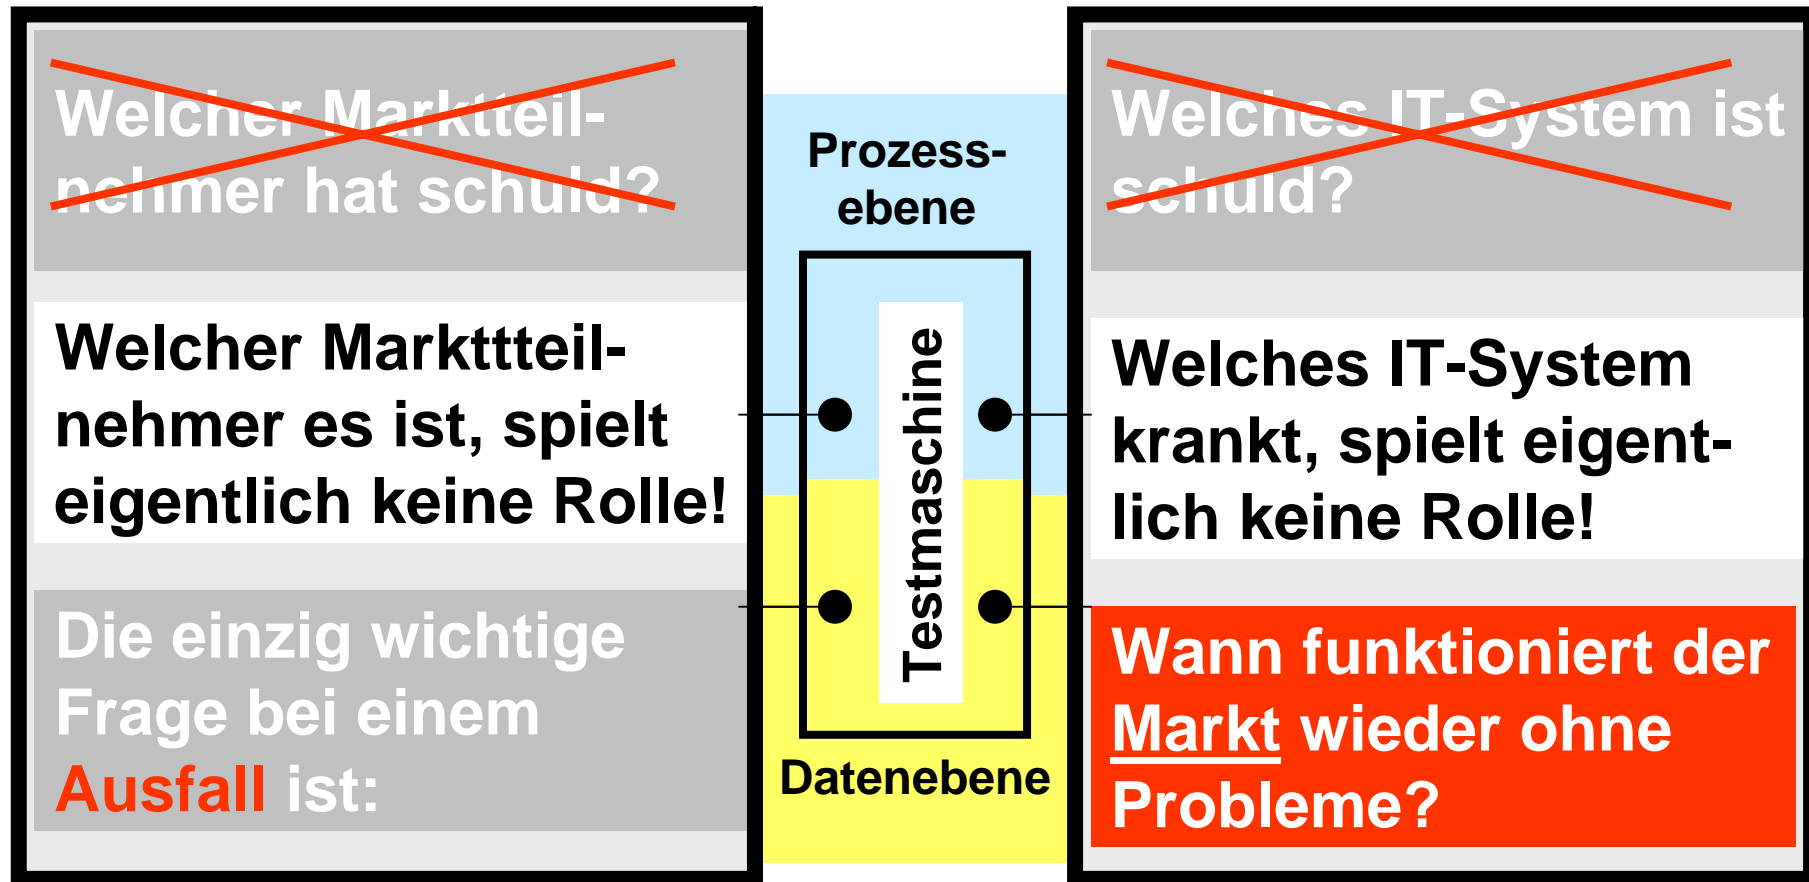 Welcher Marktteil-
nehmer hat schuld?
Welcher Markttteil-
nehmer es ist, spielt
eigentlich keine Rolle!
Die einzig wichtige
Frage bei einem
Ausfall ist:
Prozess-
ebene
Testmaschine
Datenebene
Welches IT-System ist
schuld?
Welches IT-System
krankt, spielt eigent-
lich keine Rolle!
Wann funktioniert der
Markt wieder ohne
Probleme?